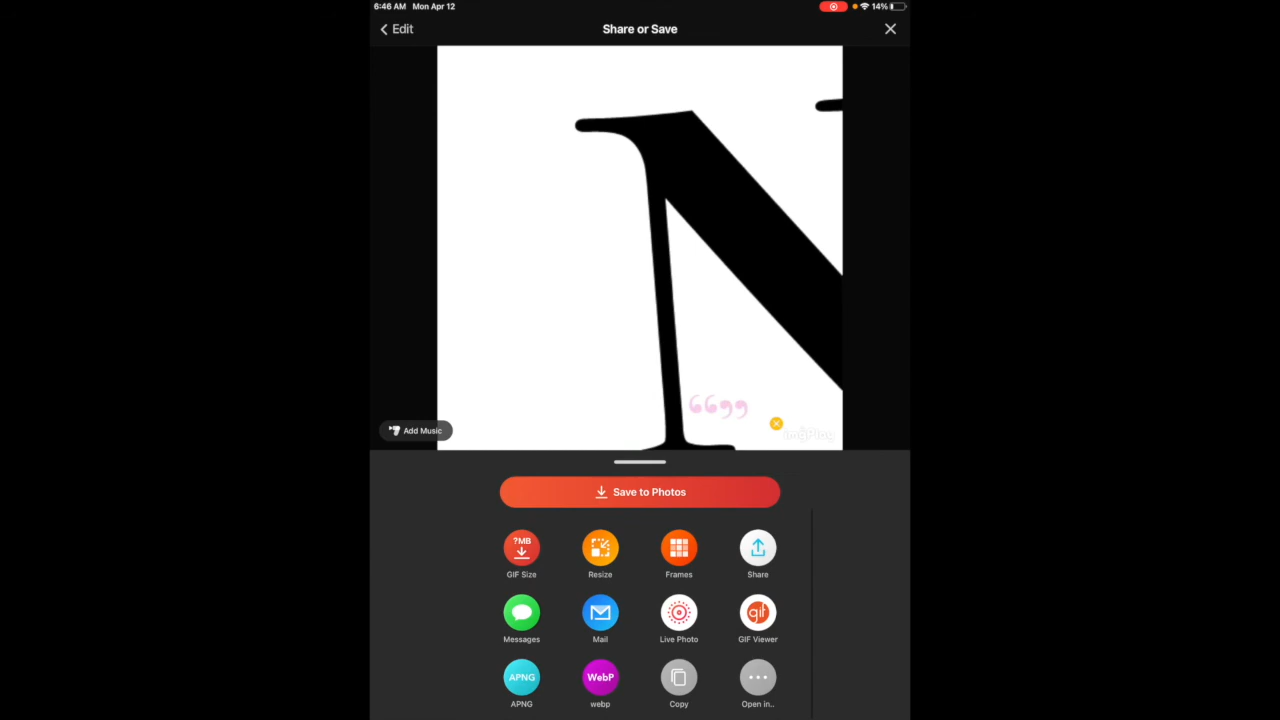 6:46 AM Mon Apr 12 14%
Edit Share or Save
N
“”
Add Music
ImgPlay
Save to Photos
?MB
GIF Size Resize Frames Share
gif
Messages Mail Live Photo GIF Viewer
APNG WebP
APNG webp Copy Open in..